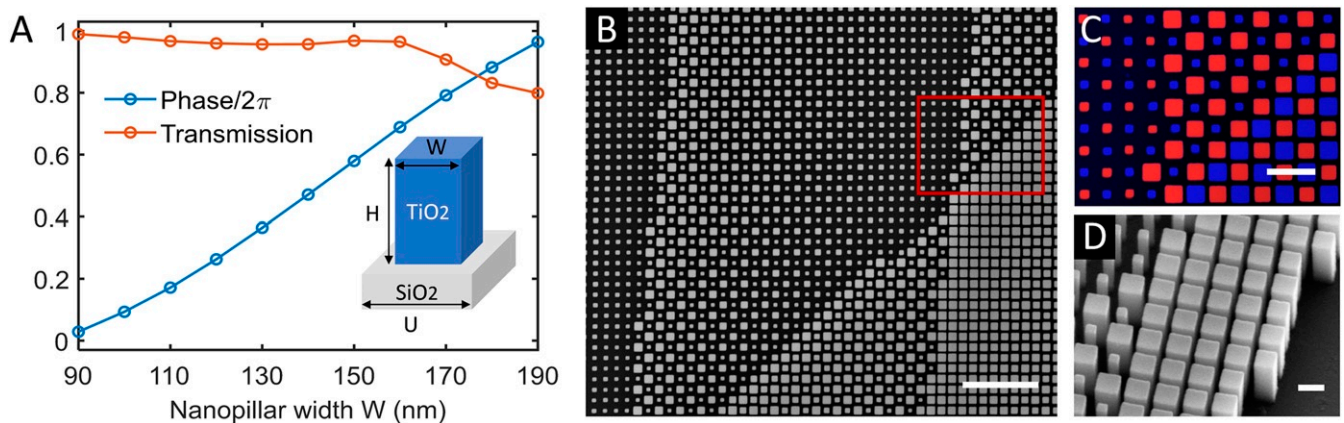 A
1
0.8
0.6
0.4
0.2
0
Phase/2π
Transmission
W
H
TiO2
SiO2
U
90
110
130
150
170
190
Nanopillar width W (nm)
B
C
D